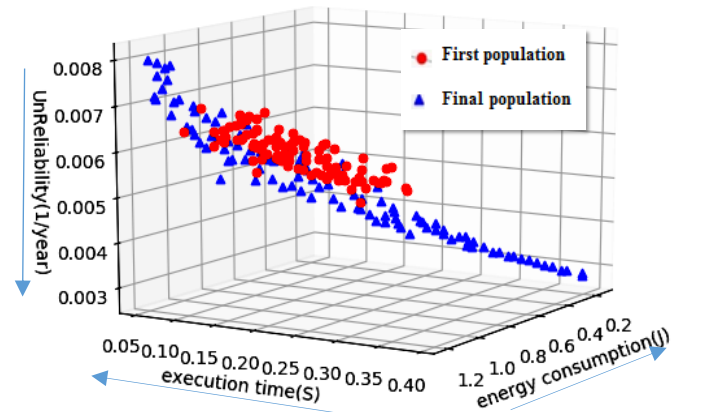 First population
Final population
0.008
0.007
0.006
0.005
0.004
0.003
UnReliability(1/year)
0.05 0.10 0.15 0.20 0.25 0.30 0.35 0.40
execution time(S)
1.2 1.0 0.8 0.6 0.4 0.2
energy consumption(J)